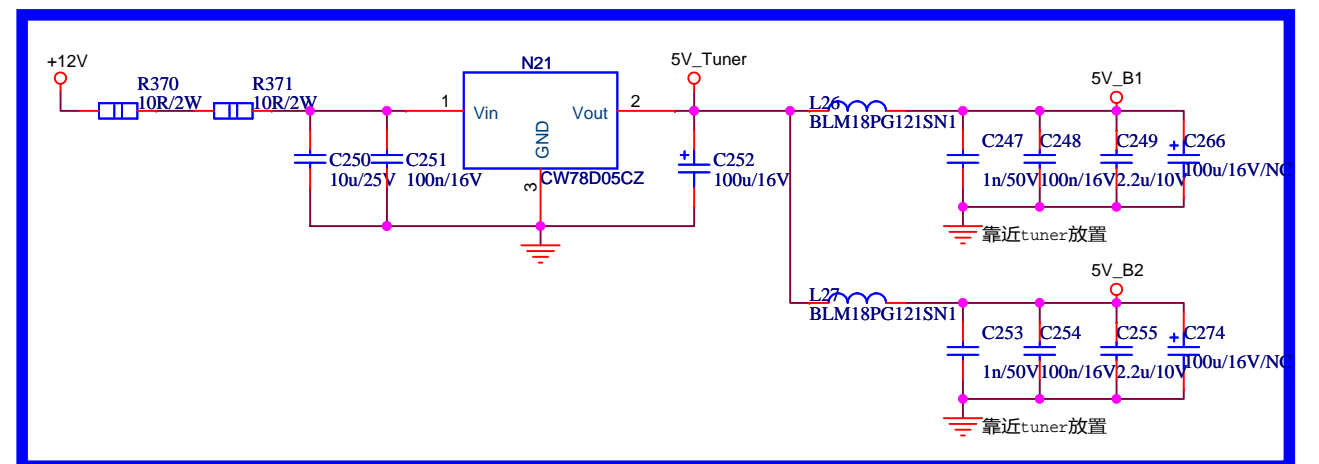 +12V
R370
10R/2W
R371
10R/2W
N21
1
Vin
Vout
2
GND
3
CW78D05CZ
C250
10u/25V
C251
100n/16V
5V_Tuner
+
C252
100u/16V
L26
BLM18PG121SN1
5V_B1
C247
1n/50V
C248
100n/16V
C249
2.2u/10V
+
C266
100u/16V/NC
靠近tuner放置
L27
BLM18PG121SN1
5V_B2
C253
1n/50V
C254
100n/16V
C255
2.2u/10V
+
C274
100u/16V/NC
靠近tuner放置